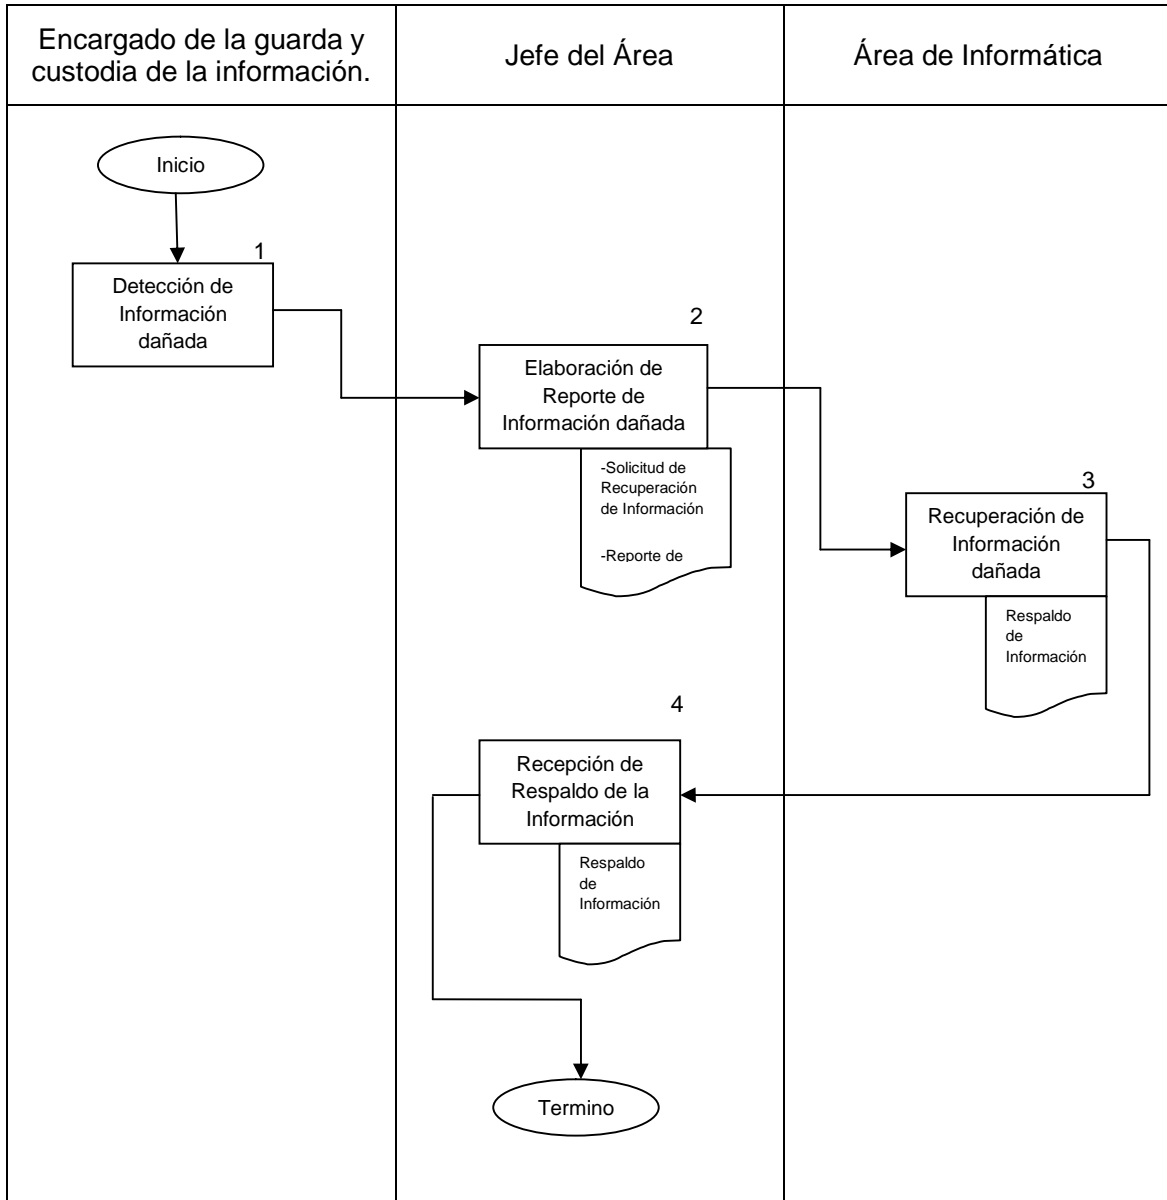 Encargado de la guarda y
custodia de la información.
Jefe del Área
Área de Informática
Inicio
1
Detección de
Información
dañada
2
Elaboración de
Reporte de
Información dañada
-Solicitud de
Recuperación
de Información
-Reporte de
3
Recuperación de
Información
dañada
Respaldo
de
Información
4
Recepción de
Respaldo de la
Información
Respaldo
de
Información
Termino